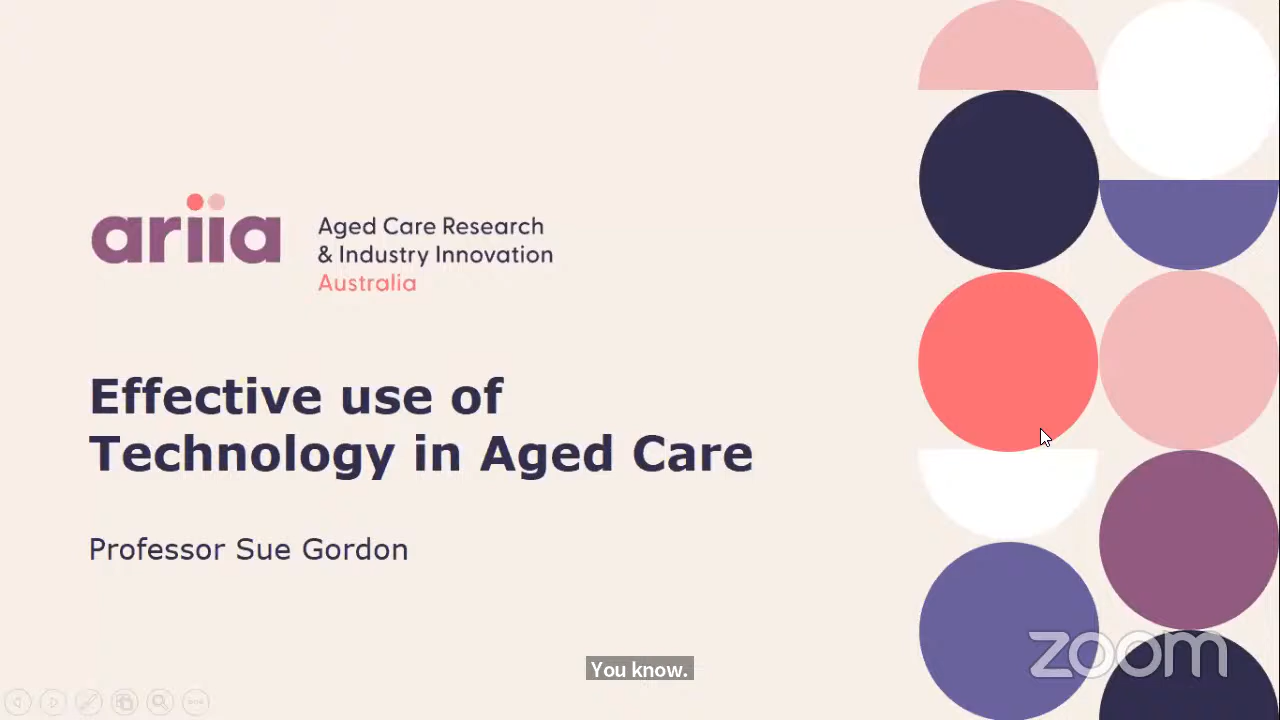 ariia
Aged Care Research
& Industry Innovation
Australia
Effective use of
Technology in Aged Care
Professor Sue Gordon
You know.
zoom